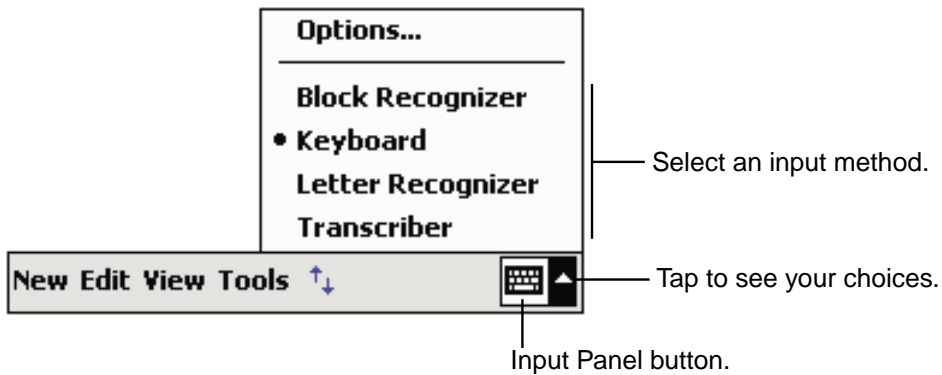 Options...
Block Recognizer
• Keyboard
Letter Recognizer
Transcriber
Select an input method.
New Edit View Tools
Tap to see your choices.
Input Panel button.